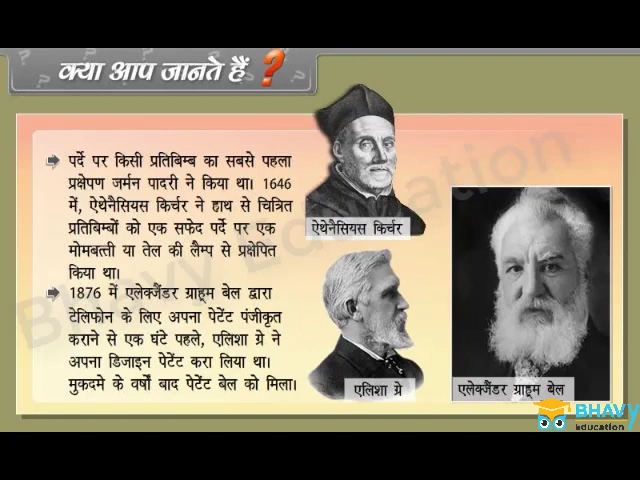 क्या आप जानते हैं ?
पर्दे पर किसी प्रतिबिम्ब का सबसे पहला
प्रक्षेपण जर्मन पादरी ने किया था। 1646
में, ऐथेनैसियस किर्चर ने हाथ से चित्रित
प्रतिबिम्बों को एक सफेद पर्दे पर एक
मोमबत्ती या तेल की लैम्प से प्रक्षेपित
किया था।
1876 में एलेक्जैंडर ग्राहम बेल द्वारा
टेलिफोन के लिए अपना पेटेंट पंजीकृत
कराने से एक घंटे पहले, एलिशा ग्रे ने
अपना डिजाइन पेटेंट करा लिया था।
मुकदमे के वर्षों बाद पेटेंट बेल को मिला।
ऐथेनैसियस किर्चर
एलिशा ग्रे
एलेक्जैंडर ग्राहम बेल
Bhavy Education
BHAVY
Education